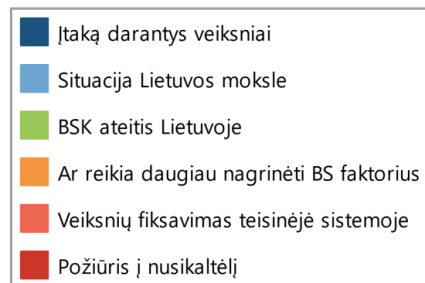 Įtaką darantys veiksniai
Situacija Lietuvos moksle
BSK ateitis Lietuvoje
Ar reikia daugiau nagrinėti BS faktorius
Veiksnių fiksavimas teisinėjė sistemoje
Požiūris į nusikaltėlį